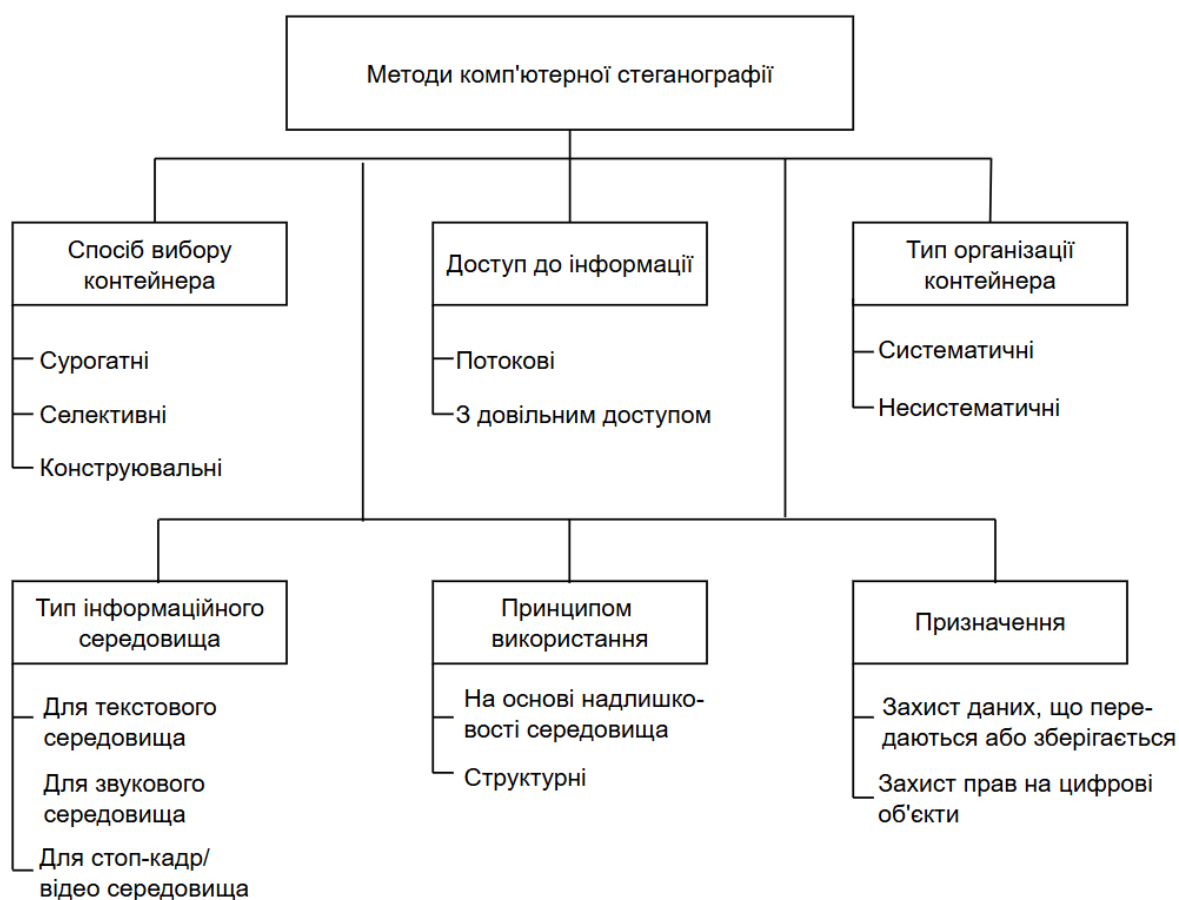 Методи комп'ютерної стеганографії
Спосіб вибору
контейнера
Сурогатні
Селективні
Конструювальні
Доступ до інформації
Потокові
З довільним доступом
Тип організації
контейнера
Систематичні
Несистематичні
Тип інформаційного
середовища
Для текстового
середовища
Для звукового
середовища
Для стоп-кадр/
відео середовища
Принципом
використання
На основі надлишко-
вості середовища
Структурні
Призначення
Захист даних, що пере-
даються або зберігається
Захист прав на цифрові
об'єкти